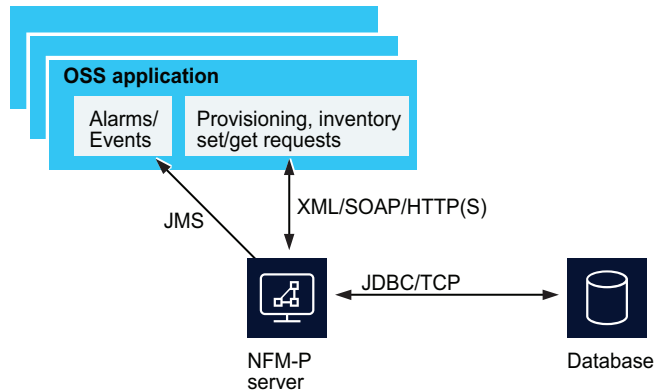 OSS application
Alarms/
Events
Provisioning, inventory
set/get requests
JMS
XML/SOAP/HTTP(S)
JDBC/TCP
NFM-P
server
Database